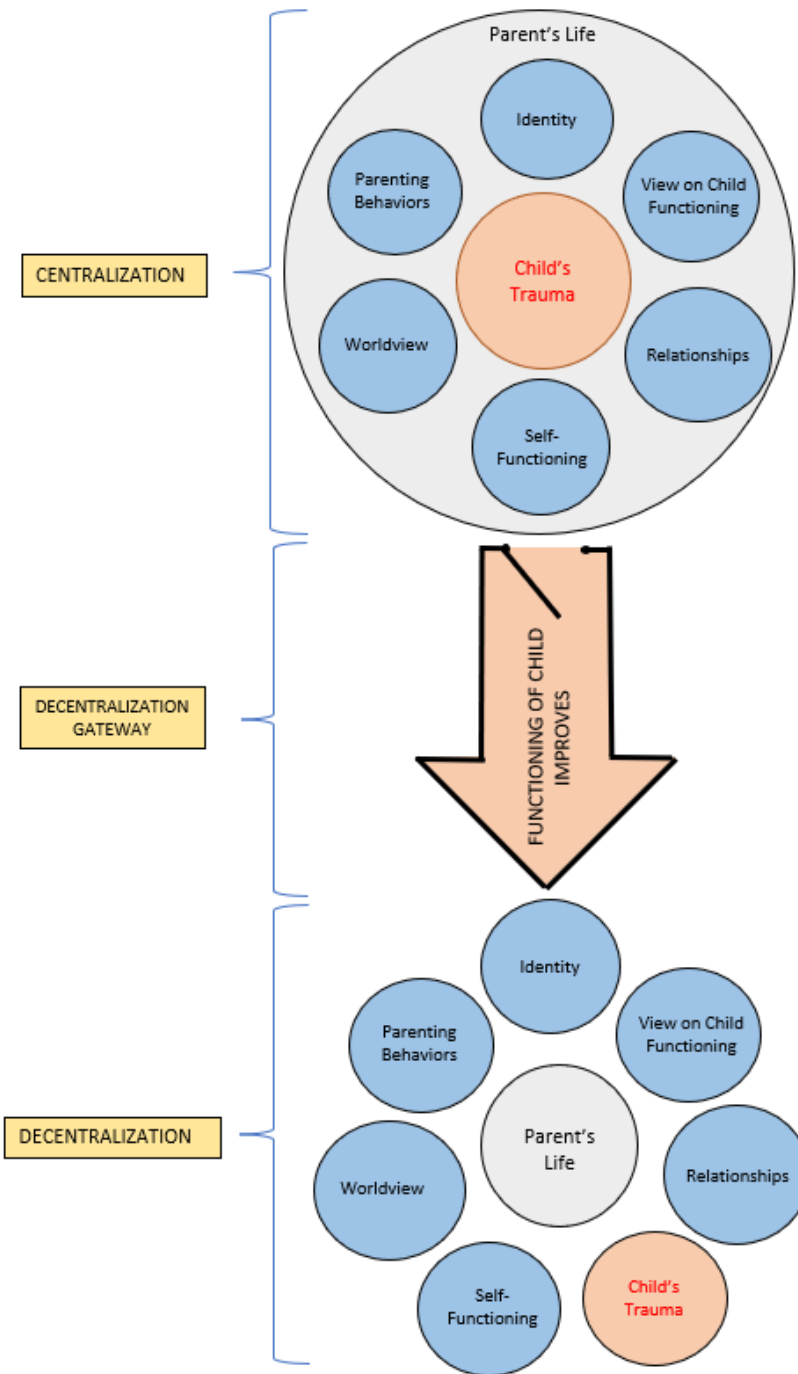 Parent's Life
Identity
Parenting
Behaviors
View on Child
Functioning
CENTRALIZATION
Child's
Trauma
Worldview
Relationships
Self-
Functioning
DECENTRALIZATION
GATEWAY
FUNCTIONING OF CHILD
IMPROVES
Identity
Parenting
Behaviors
View on Child
Functioning
DECENTRALIZATION
Parent's
Life
Worldview
Relationships
Self-
Functioning
Child's
Trauma